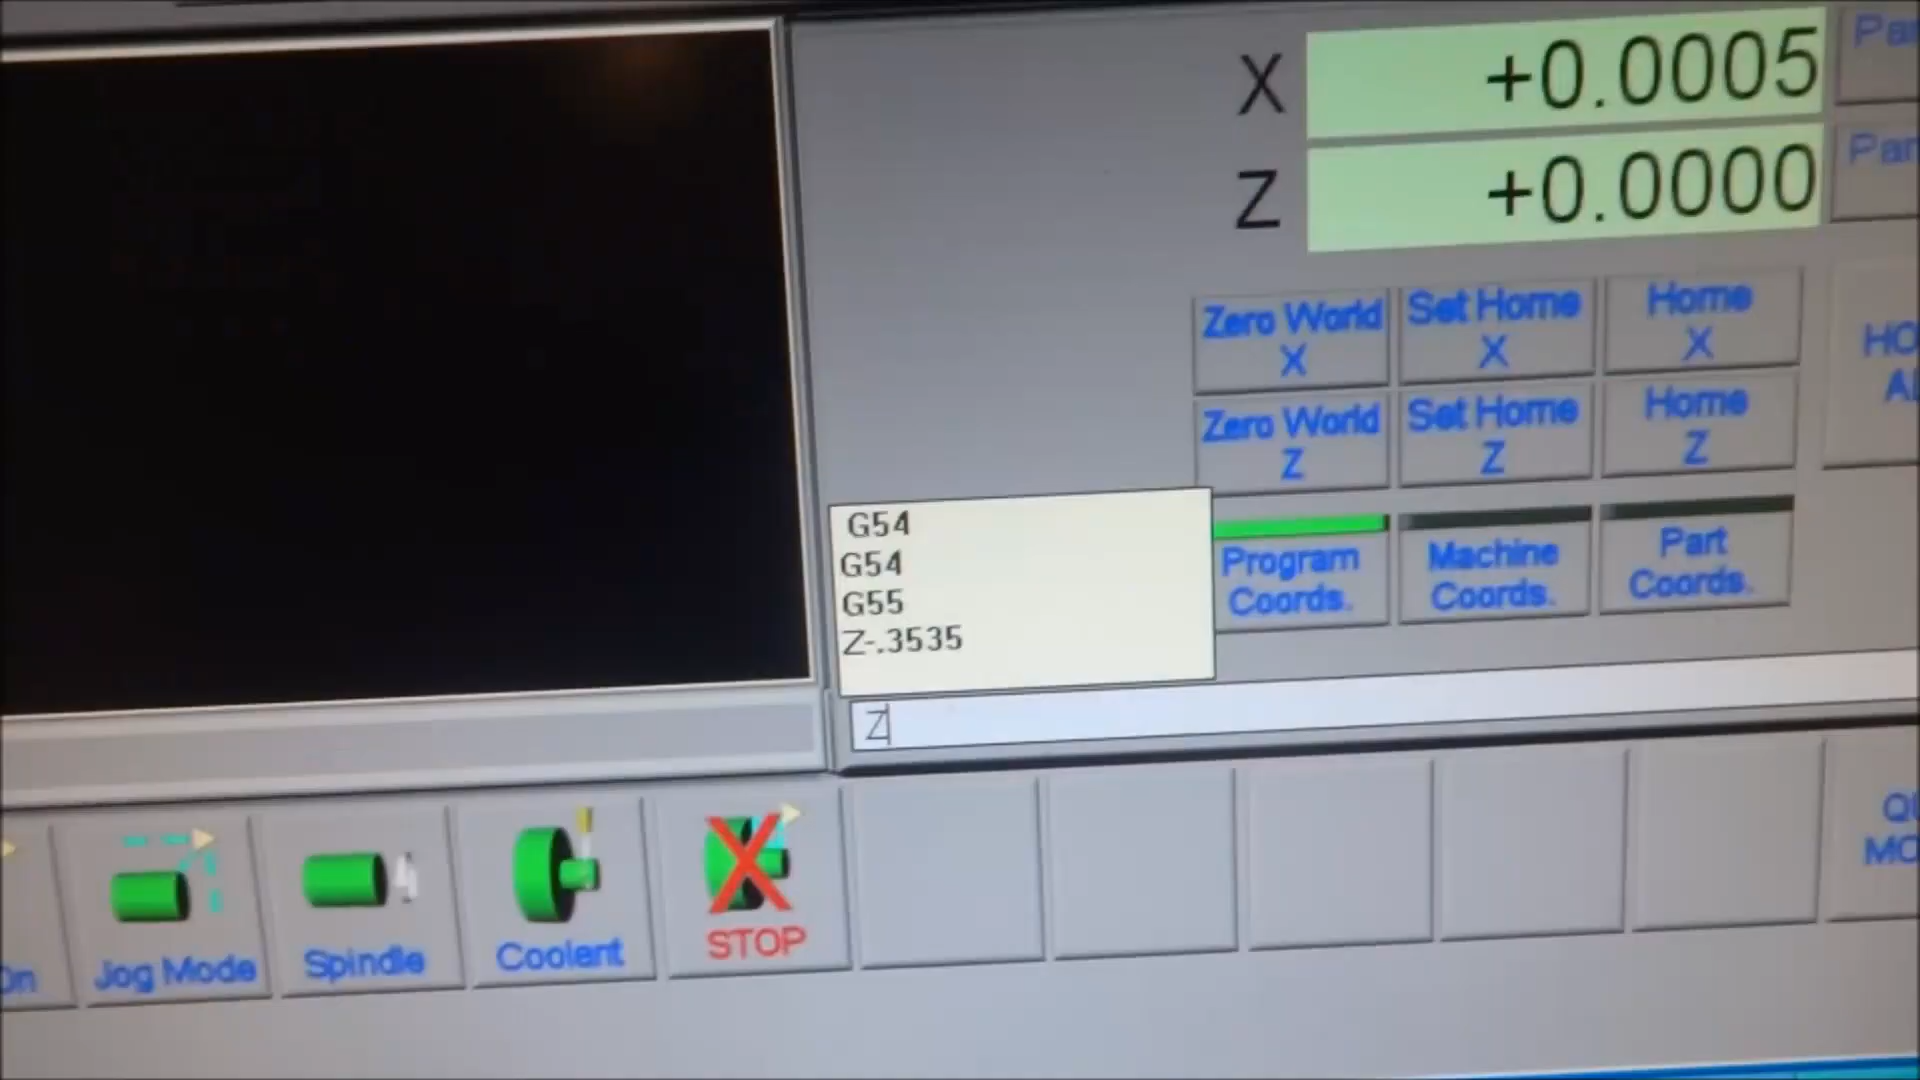 X +0.0005
Z +0.0000
Zero World
X
Set Home
X
Home
X
Zero World
Z
Set Home
Z
Home
Z
G54
G54
G55
Z-.3535
Program
Coords.
Machine
Coords.
Part
Coords.
Z
Jog Mode
Spindle
Coolant
STOP